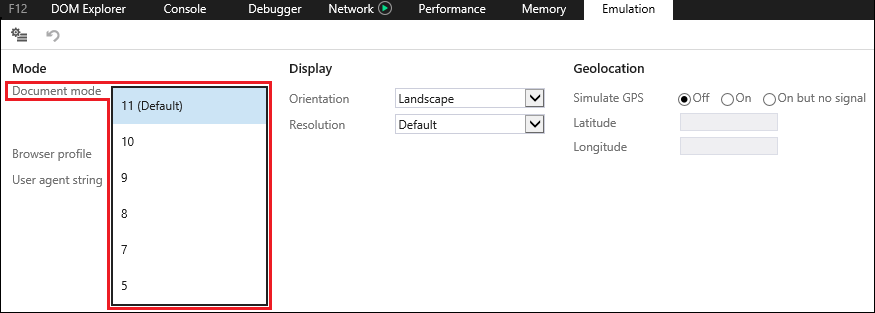 F12 DOM Explorer Console Debugger Network Performance Memory Emulation
Mode
Document mode
11 (Default)
10
9
8
7
5
Browser profile
User agent string
Display
Orientation Landscape
Resolution Default
Geolocation
Simulate GPS Off On On but no signal
Latitude
Longitude